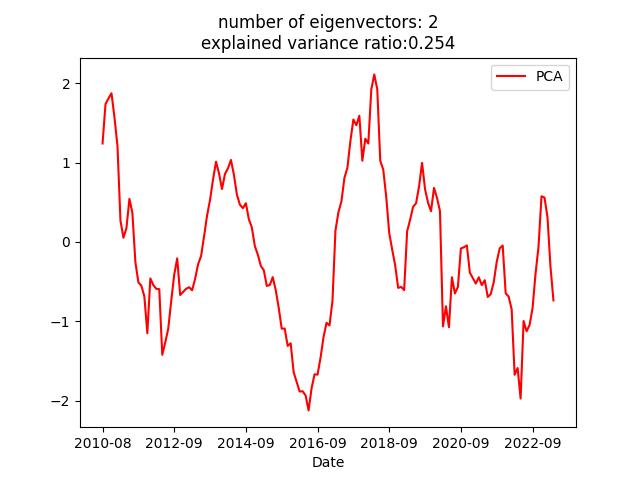 number of eigenvectors: 2
explained variance ratio:0.254
PCA
2
1
0
−1
−2
2010-08 2012-09 2014-09 2016-09 2018-09 2020-09 2022-09
Date